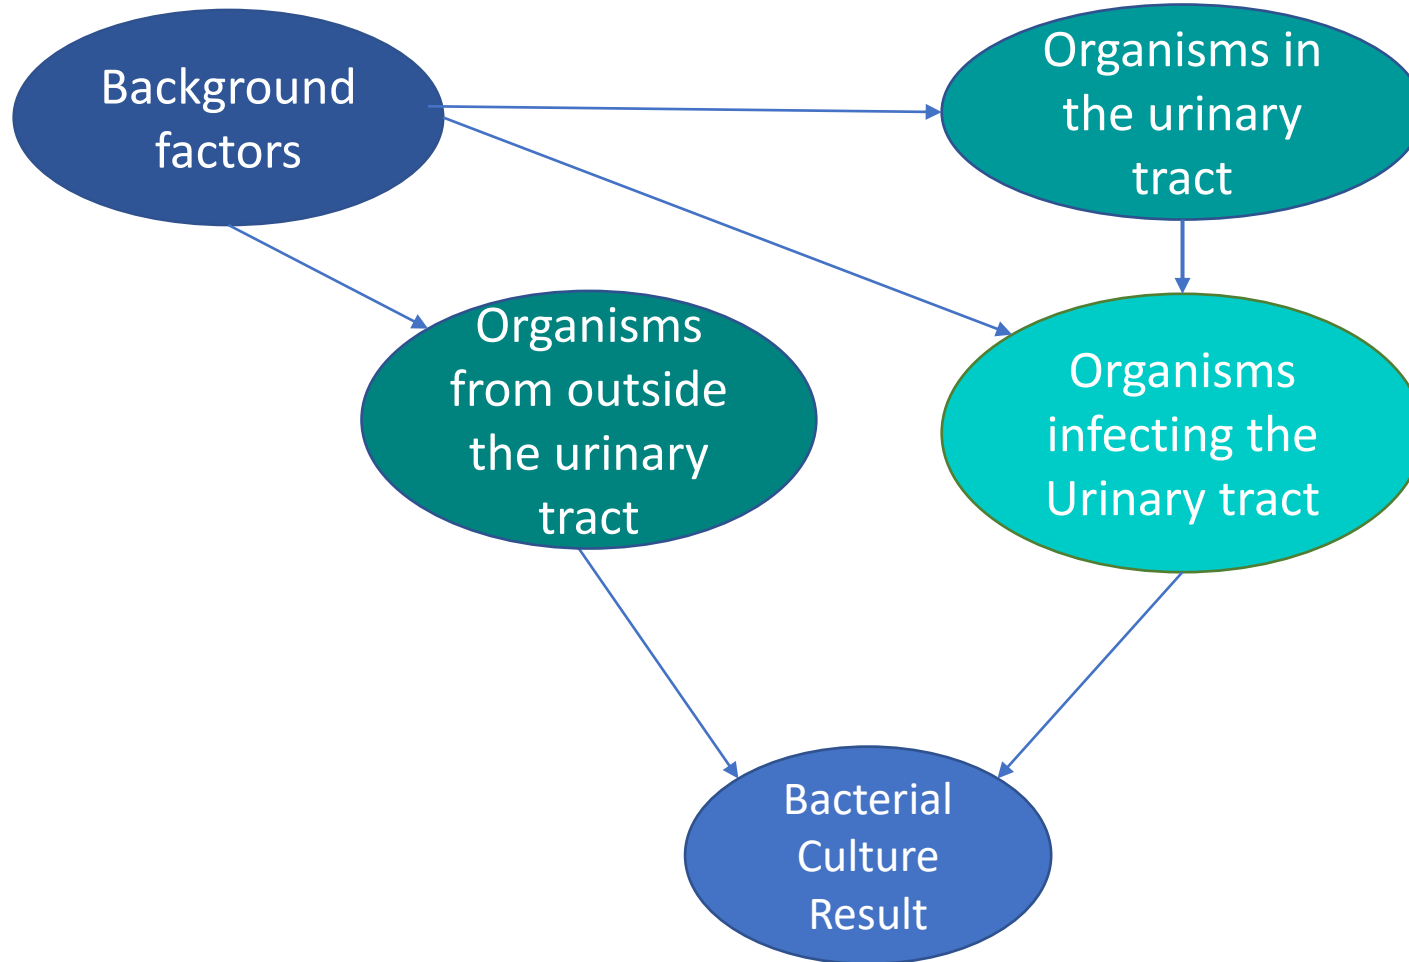 Background
factors
Organisms in
the urinary
tract
Organisms
from outside
the urinary
tract
Organisms
infecting the
Urinary tract
Bacterial
Culture
Result